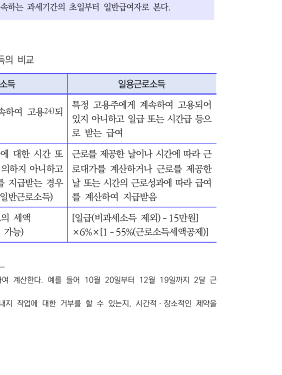 속하는 과세기간의 초일부터 일반급여자로 본다.
득의 비교
소득
일용근로소득
속하여 고용24)되
특정 고용주에게 계속하여 고용되어
있지 아니하고 일급 또는 시간급 등으
로 받는 급여
에 대한 시간 또
의하지 아니하고
를 지급받는 경우
일반근로소득)
근로를 제공한 날이나 시간에 따라 근
로대가를 계산하거나 근로를 제공한
날 또는 시간의 근로성과에 따라 급여
를 계산하여 지급받음
의 세액
가능)
[일급(비과세소득 제외) - 15만원]
×6%×[1 - 55%(근로소득세액공제)]
하여 계산한다. 예를 들어 10월 20일부터 12월 19일까지 2달 근
내지 작업에 대한 거부를 할 수 있는지, 시간적·장소적인 제약을